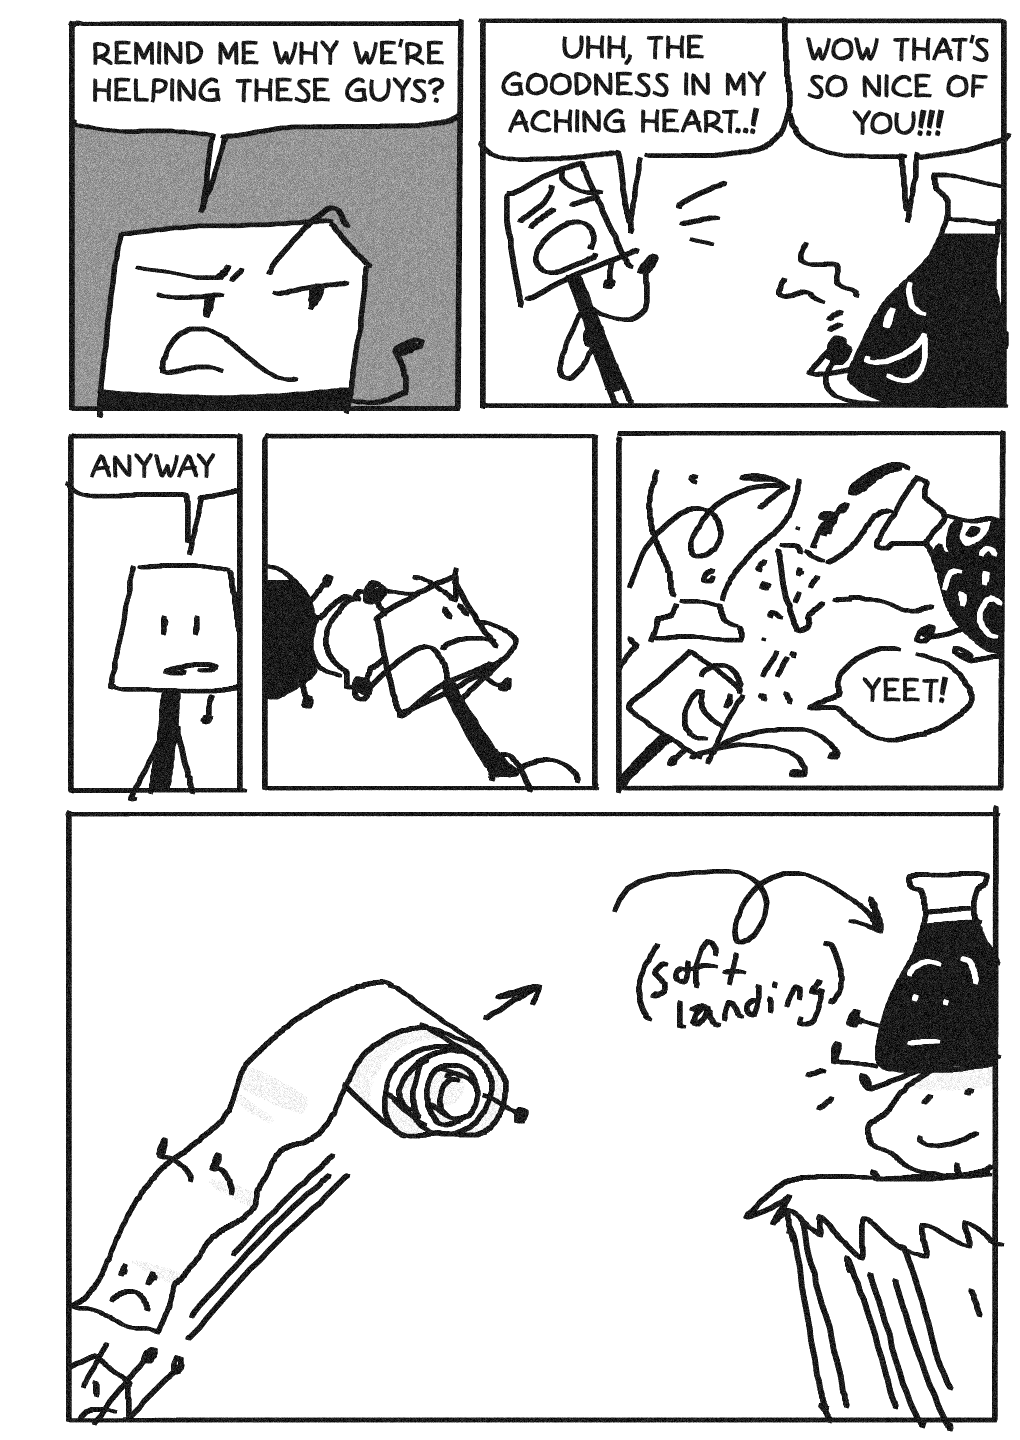 REMIND ME WHY WE'RE
HELPING THESE GUYS?
UHH, THE
GOODNESS IN MY
ACHING HEART..!
WOW THAT'S
SO NICE OF
YOU!!!
ANYWAY
YEET!
(soft
landing)